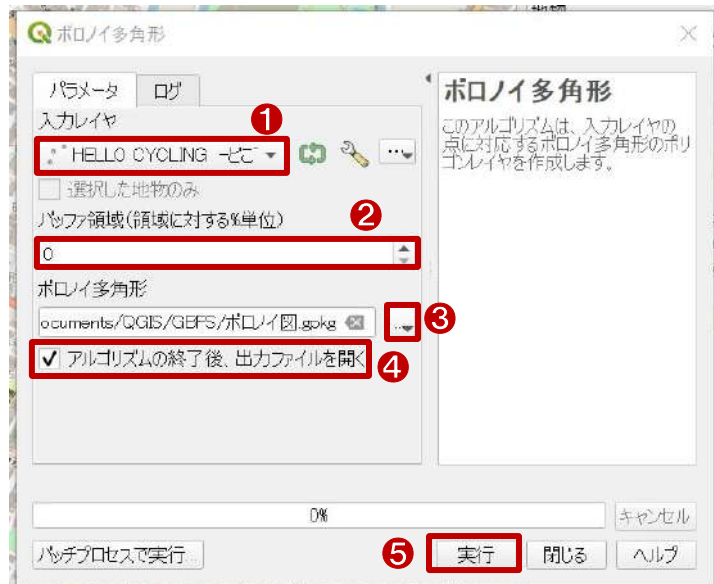 ボロノイ多角形
パラメータ ログ
入力レイヤ
1
HELLO CYCLING -どこ
選択した地物のみ
バッファ領域(領域に対する%単位)
2
0
ボロノイ多角形
ocuments/QGIS/GBFS/ボロノイ図.gpkg
3
アルゴリズムの終了後、出力ファイルを開く
4
ボロノイ多角形
このアルゴリズムは、入力レイヤの
点に対応するボロノイ多角形のポリ
ゴンレイヤを作成します。
0%
キャンセル
バッチプロセスで実行...
5
実行 閉じる ヘルプ